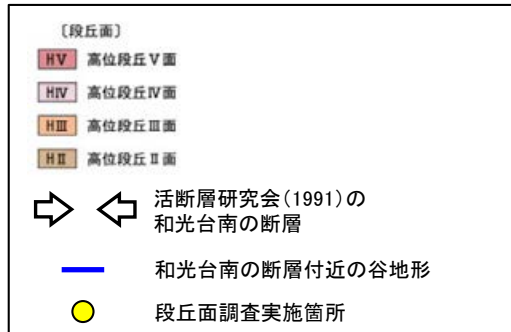 〔段丘面〕
HⅤ 高位段丘Ⅴ面
HⅣ 高位段丘Ⅳ面
HⅢ 高位段丘Ⅲ面
HⅡ 高位段丘Ⅱ面
活断層研究会(1991)の
和光台南の断層
和光台南の断層付近の谷地形
段丘面調査実施箇所